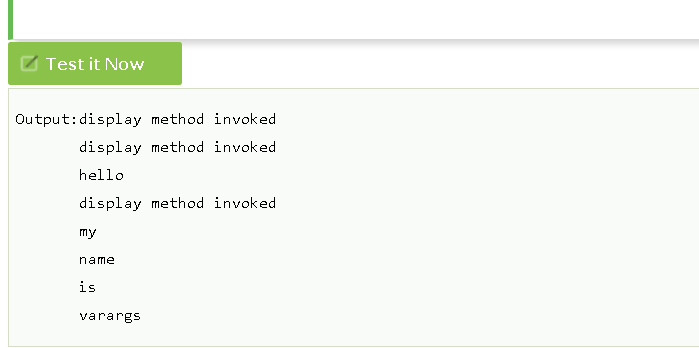 Test it Now
Output:display method invoked
display method invoked
hello
display method invoked
my
name
is
varargs